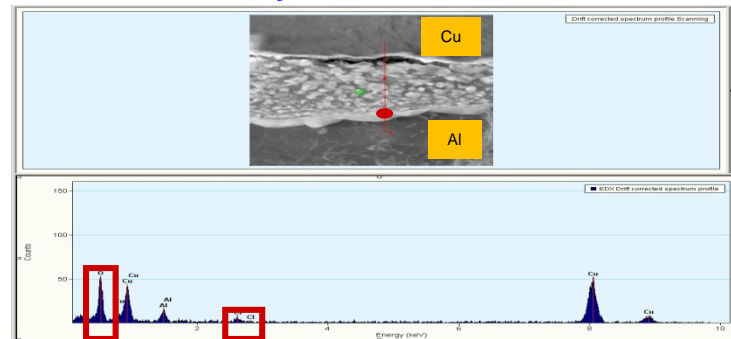 Drift corrected spectrum profile Scanning
Cu
Al
EDX Drift corrected spectrum profile
150
100
50
Counts
O
Cu
Cu
u
Al
Al
Cl
Cl
Cu
Cu
2
4
6
8
10
Energy (keV)